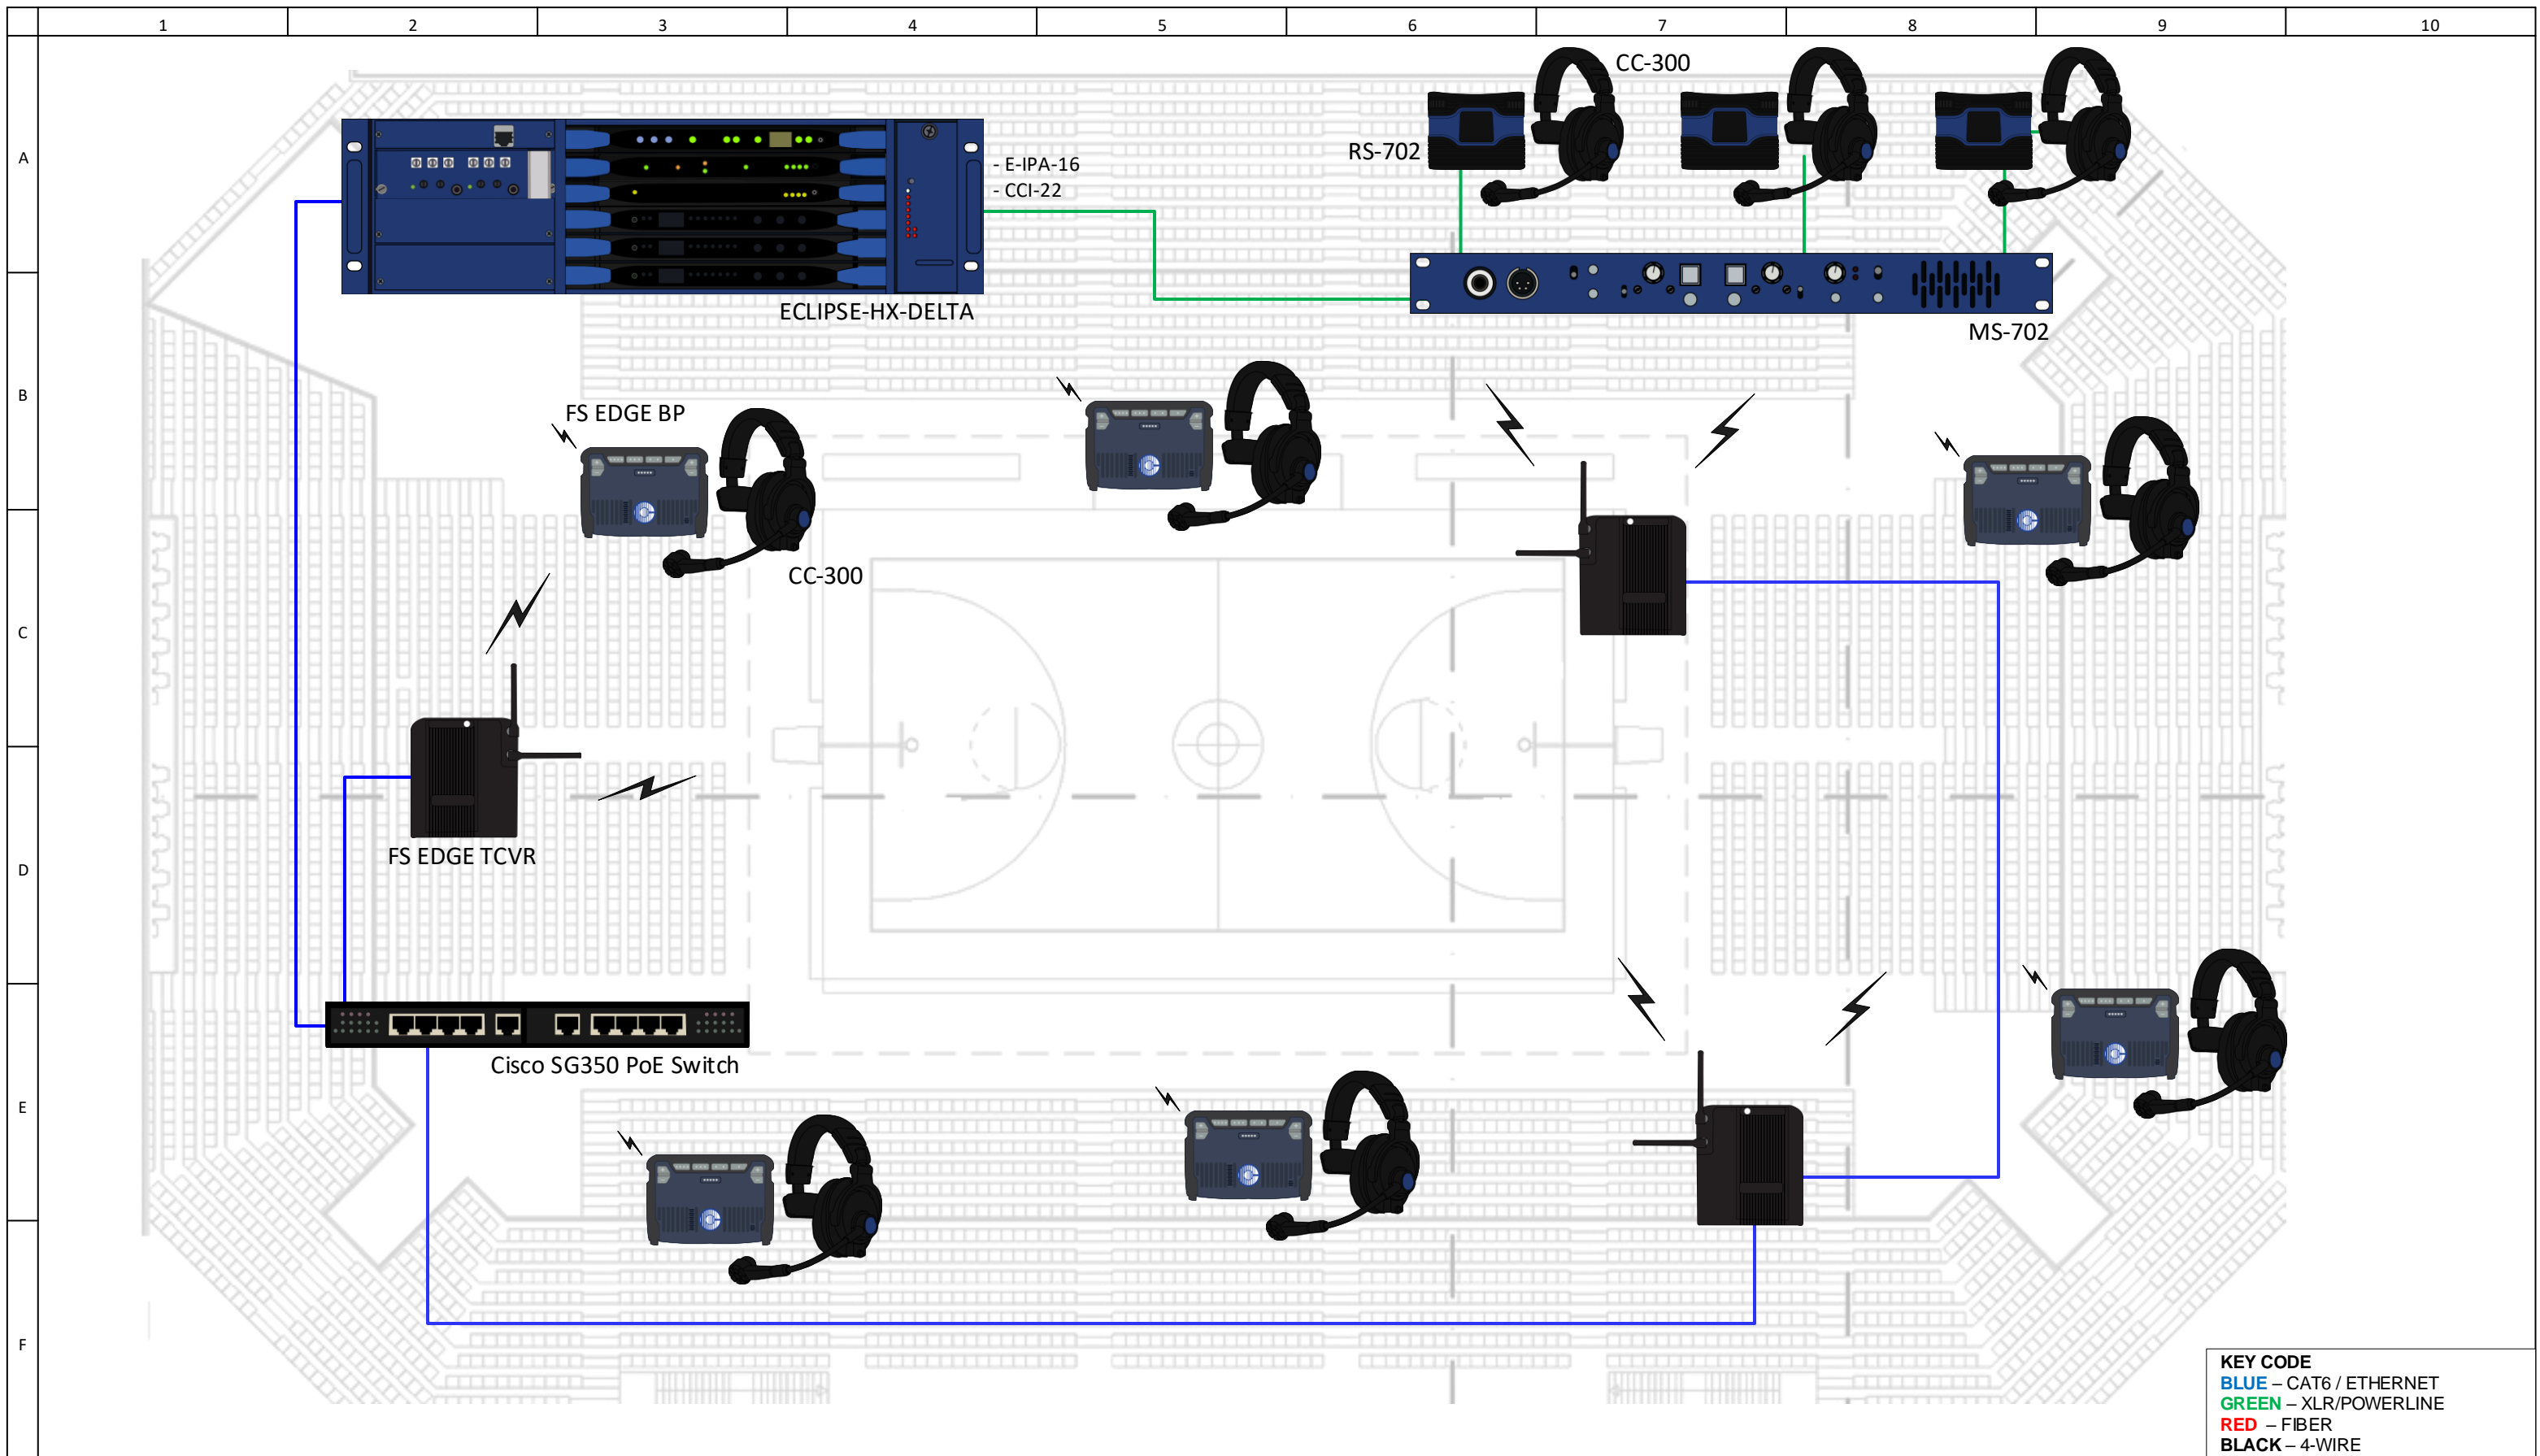 1 2 3 4 5 6 7 8 9 10
A
B
C
D
E
F
CC-300
RS-702
- E-IPA-16
- CCI-22
ECLIPSE-HX-DELTA
MS-702
FS EDGE BP
CC-300
FS EDGE TCVR
Cisco SG350 PoE Switch
KEY CODE
BLUE – CAT6 / ETHERNET
GREEN – XLR/POWERLINE
RED – FIBER
BLACK – 4-WIRE